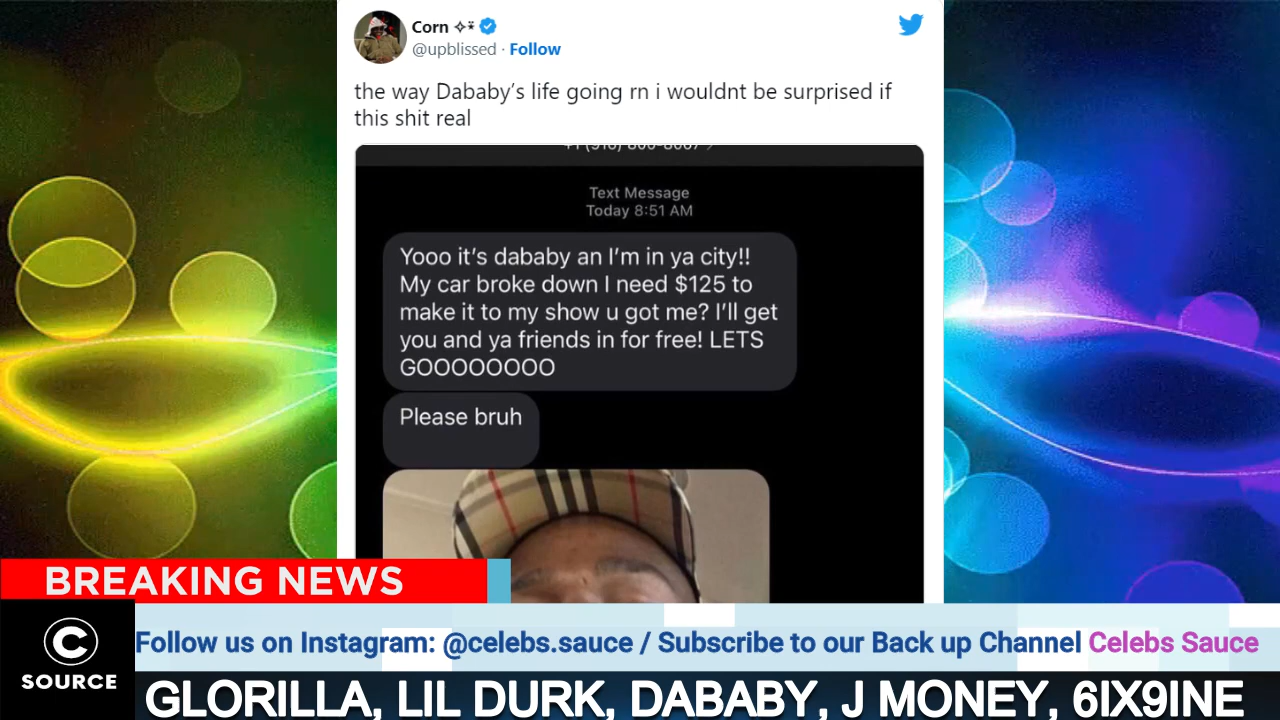 Corn
@upblissed · Follow
the way Dababy's life going rn i wouldnt be surprised if
this shit real
Text Message
Today 8:51 AM
Yooo it's dababy an I'm in ya city!!
My car broke down I need $125 to
make it to my show u got me? I'll get
you and ya friends in for free! LETS
GOOOOOOOO
Please bruh
BREAKING NEWS
C
SOURCE
Follow us on Instagram: @celebs.sauce / Subscribe to our Back up Channel Celebs Sauce
GLORILLA, LIL DURK, DABABY, J MONEY, 6IX9INE